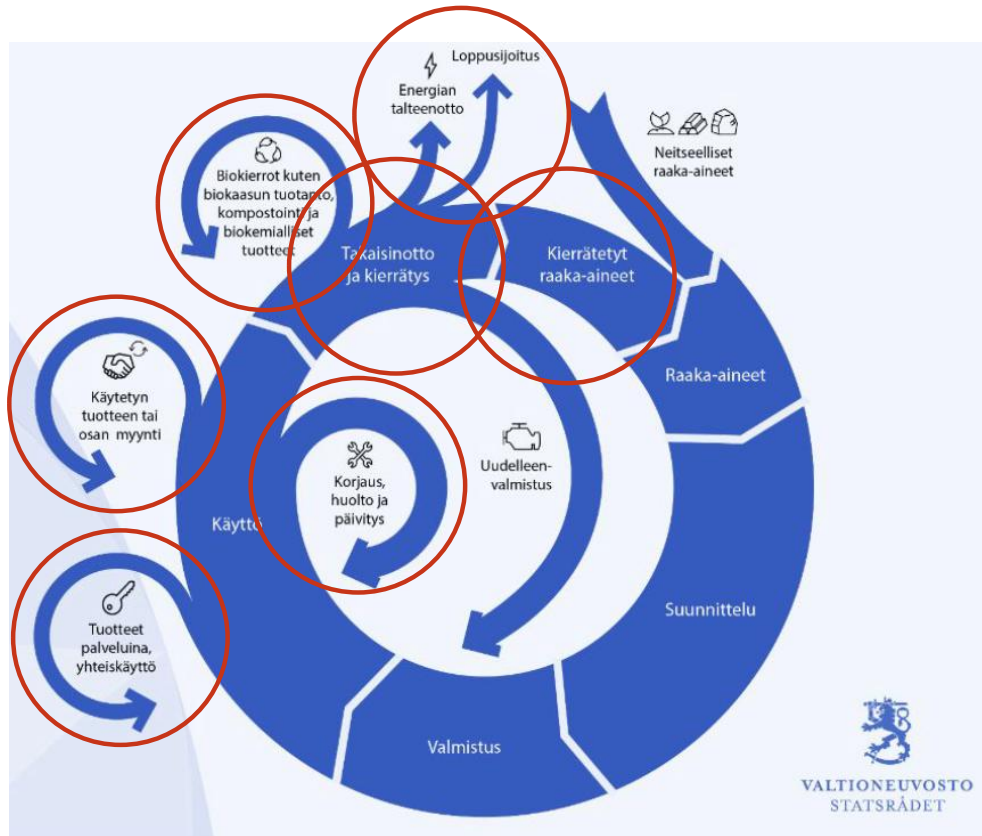 Loppusijoitus
Energian
talteenotto
Neitseelliset
raaka-aineet
Biokierrot kuten
biokaasun tuotanto,
kompostointi ja
biokemialliset
tuotteet
Takaisinotto
ja kierrätys
Kierrätetyt
raaka-aineet
Raaka-aineet
Käytetyn
tuotteen tai
osan myynti
Korjaus,
huolto ja
päivitys
Uudelleen-
valmistus
Käyttö
Suunnittelu
Tuotteet
palveluina,
yhteiskäyttö
Valmistus
VALTIONEUVOSTO
STATSRÅDET